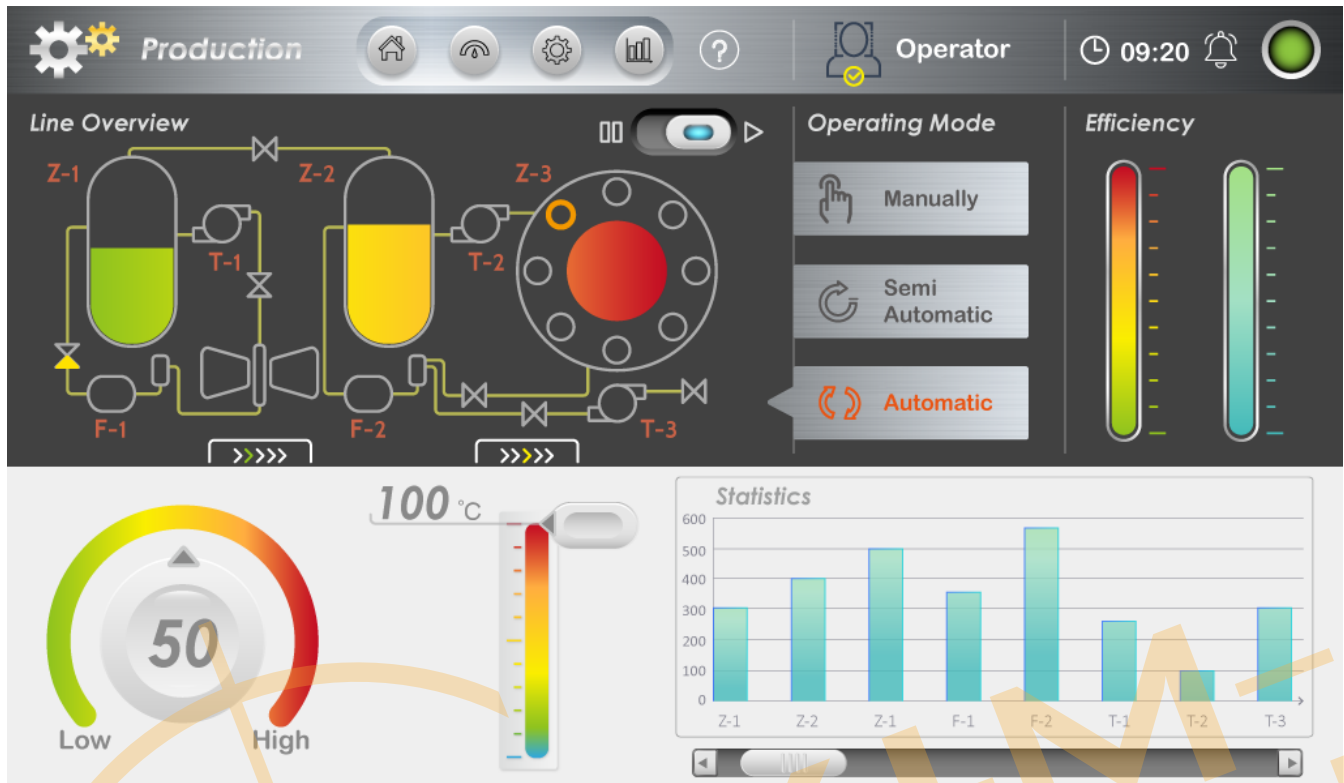 Production
?
Operator
09:20
Line Overview
Operating Mode
Efficiency
Z-1
Z-2
Z-3
Manually
T-1
T-2
Semi
Automatic
Automatic
F-1
F-2
T-3
>>>>>
>>>>>
100 °C
Statistics
600
500
400
300
200
100
0
Z-1 Z-2 Z-1 F-1 F-2 T-1 T-2 T-3
50
Low
High